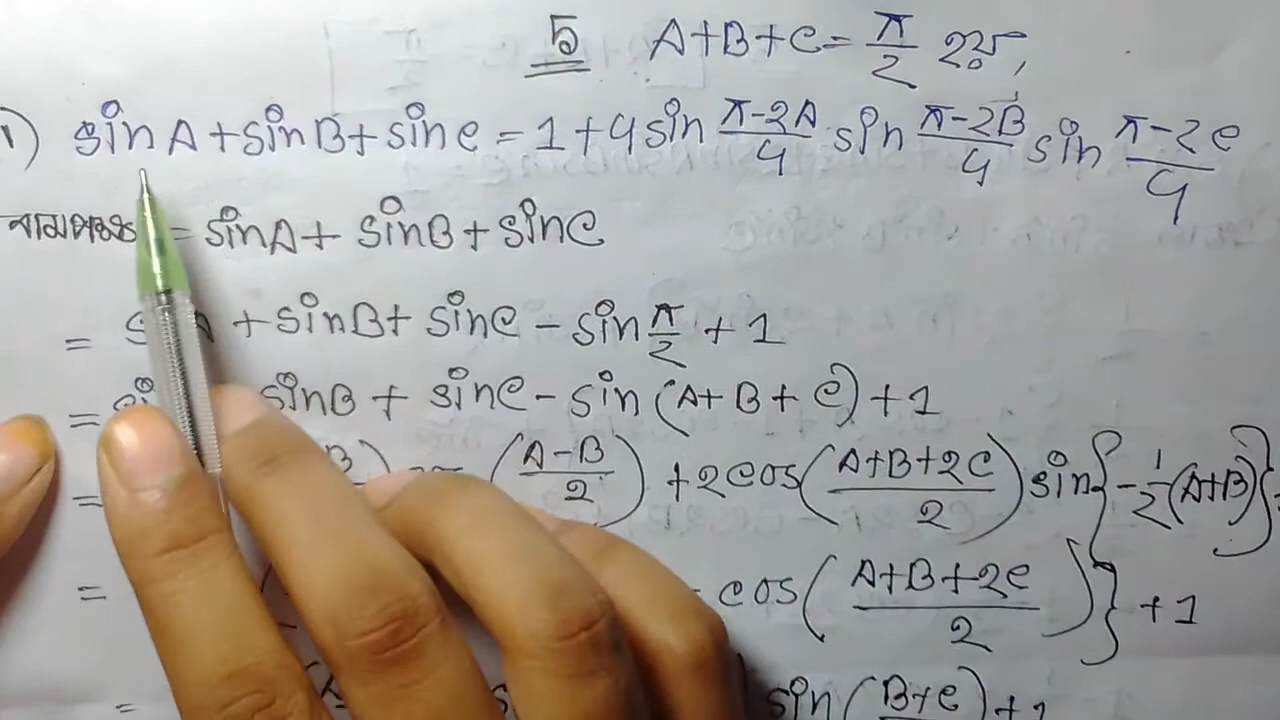 5 A+B+C = π/2 হয়,
1) sinA + sinB + sinC = 1 + 4 sin (π-2A)/4 sin (π-2B)/4 sin (π-2C)/4
বামপক্ষ = sinA + sinB + sinC
= + sinB + sinC - sin π/2 + 1
= sinB + sinC - sin (A+B+C) + 1
= ((A-B)/2) + 2cos((A+B+2C)/2) sin{-1/2 (A+B)}
= cos((A+B+2C)/2)} + 1
= sin((B+C)/ ) + 1